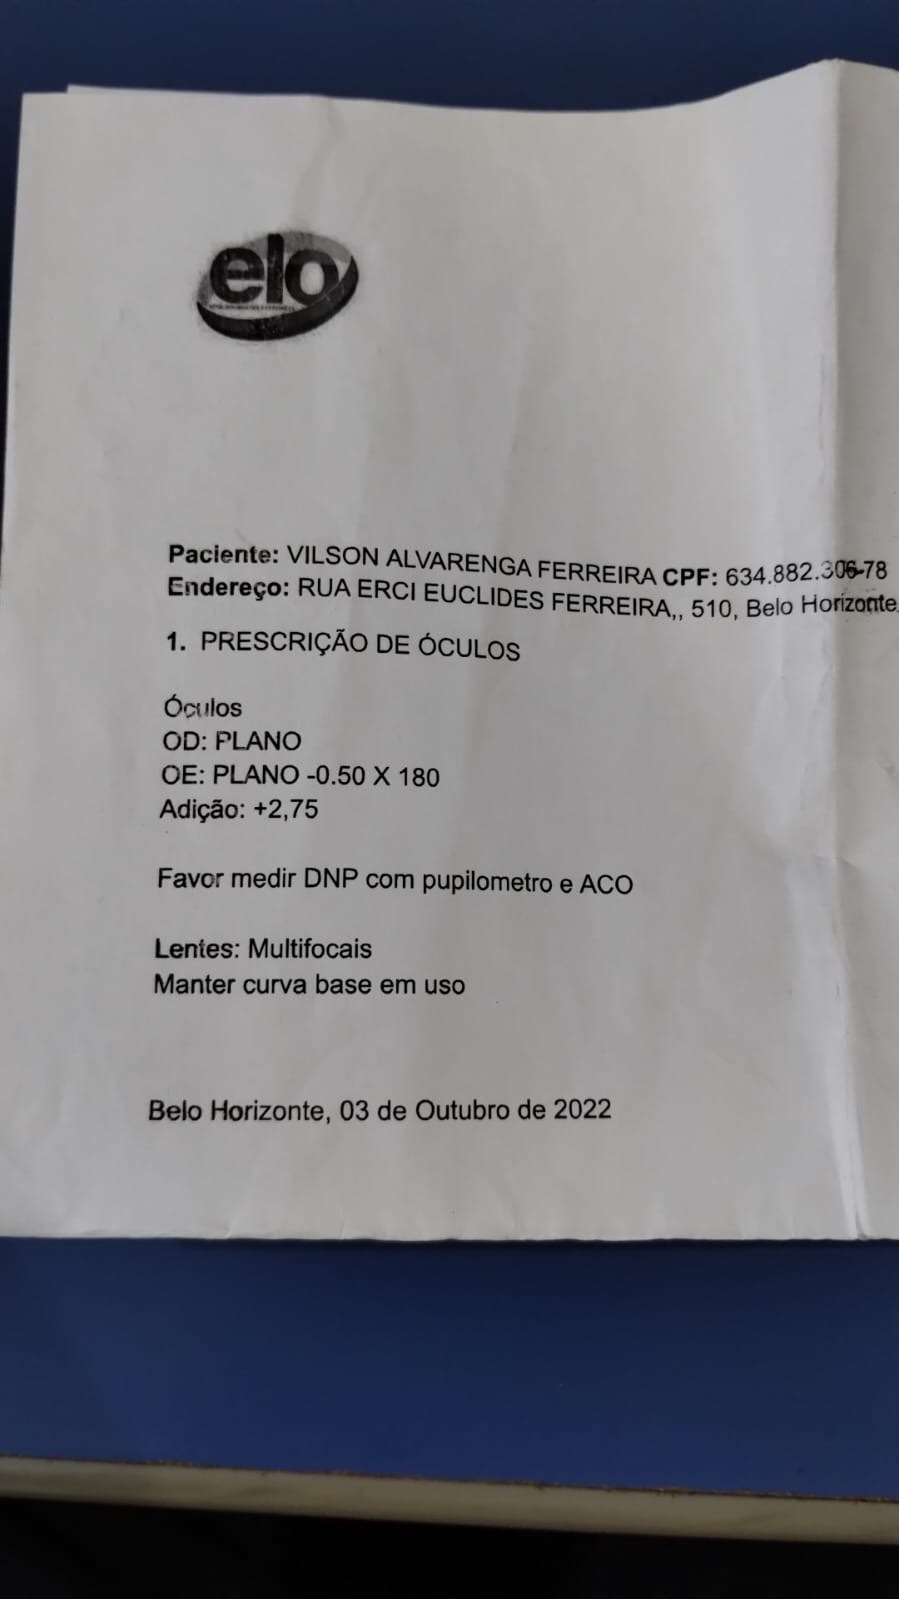 elo
Paciente: VILSON ALVARENGA FERREIRA CPF: 634.882.306-78
Endereço: RUA ERCI EUCLIDES FERREIRA,, 510, Belo Horizonte
1. PRESCRIÇÃO DE ÓCULOS
Óculos
OD: PLANO
OE: PLANO -0.50 X 180
Adição: +2,75
Favor medir DNP com pupilometro e ACO
Lentes: Multifocais
Manter curva base em uso
Belo Horizonte, 03 de Outubro de 2022